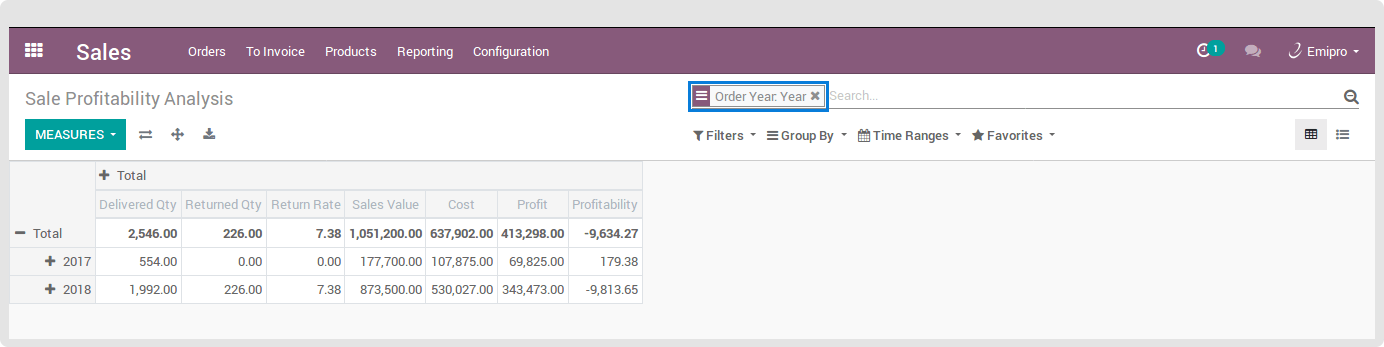 Sales Orders To Invoice Products Reporting Configuration 1 Emipro
Sale Profitability Analysis Order Year: Year Search...
MEASURES Filters Group By Time Ranges Favorites
Total
Delivered Qty Returned Qty Return Rate Sales Value Cost Profit Profitability
Total 2,546.00 226.00 7.38 1,051,200.00 637,902.00 413,298.00 -9,634.27
2017 554.00 0.00 0.00 177,700.00 107,875.00 69,825.00 179.38
2018 1,992.00 226.00 7.38 873,500.00 530,027.00 343,473.00 -9,813.65